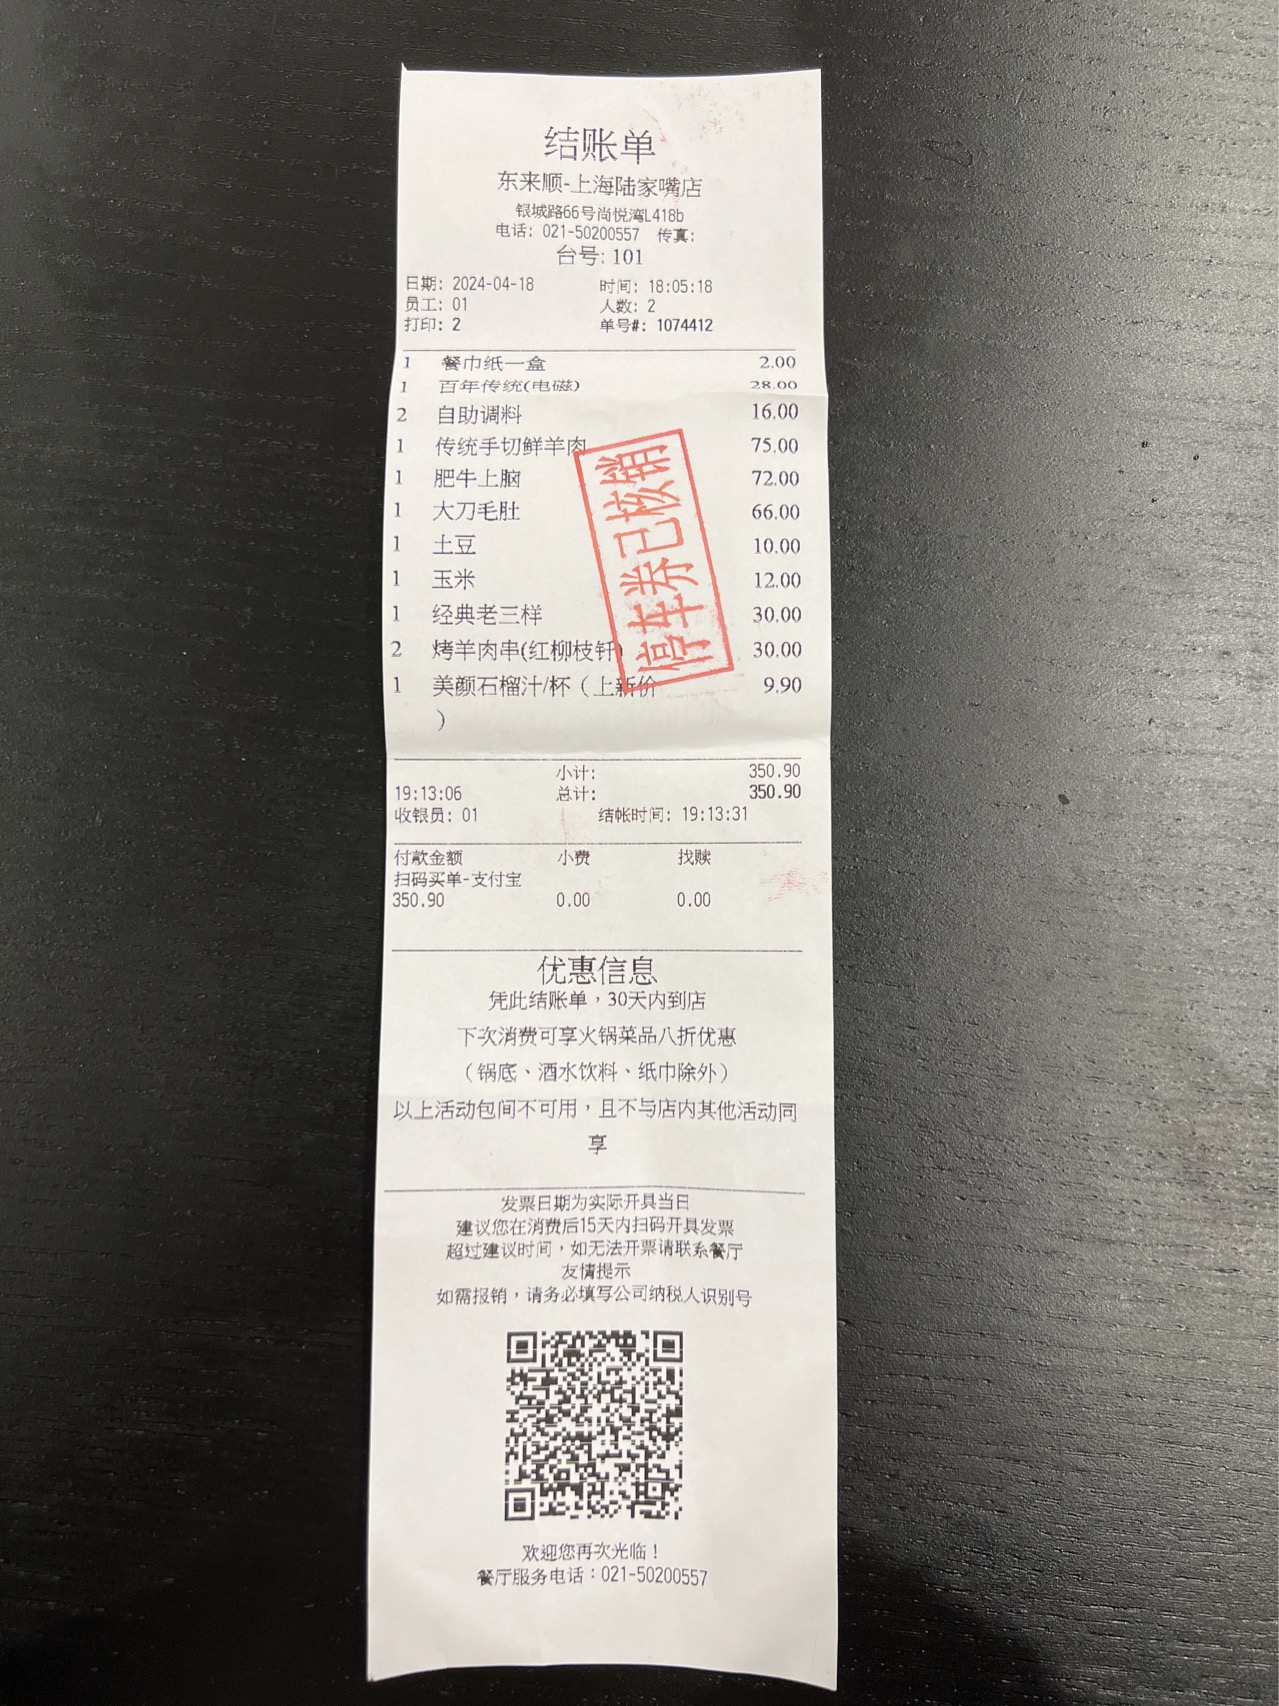 结账单
东来顺-上海陆家嘴店
银城路66号尚悦湾L418b
电话: 021-50200557 传真:
台号: 101
日期: 2024-04-18 时间: 18:05:18
员工: 01 人数: 2
打印: 2 单号#: 1074412
1 餐巾纸一盒 2.00
1 百年传统(电磁) 28.00
2 自助调料 16.00
1 传统手切鲜羊肉 75.00
1 肥牛上脑 72.00
1 大刀毛肚 66.00
1 土豆 10.00
1 玉米 12.00
1 经典老三样 30.00
2 烤羊肉串(红柳枝钎) 30.00
1 美颜石榴汁/杯（上新价 9.90
）
停车券已核销
小计: 350.90
19:13:06 总计: 350.90
收银员: 01 结帐时间: 19:13:31
付款金额 小费 找赎
扫码买单-支付宝
350.90 0.00 0.00
优惠信息
凭此结账单，30天内到店
下次消费可享火锅菜品八折优惠
（锅底、酒水饮料、纸巾除外）
以上活动包间不可用，且不与店内其他活动同
享
发票日期为实际开具当日
建议您在消费后15天内扫码开具发票
超过建议时间，如无法开票请联系餐厅
友情提示
如需报销，请务必填写公司纳税人识别号
欢迎您再次光临！
餐厅服务电话：021-50200557